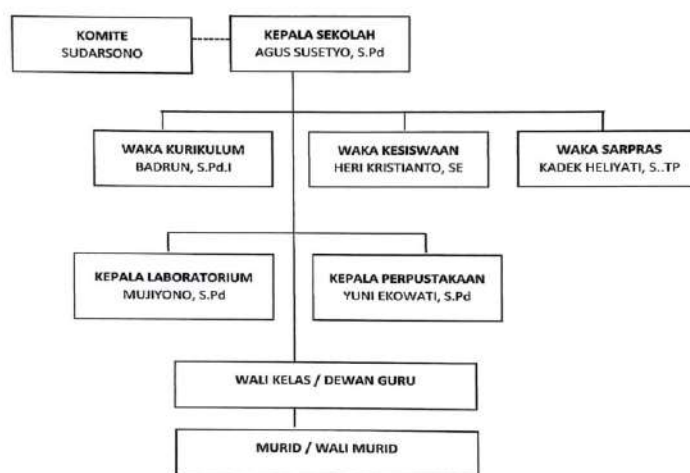 KOMITE
SUDARSONO
KEPALA SEKOLAH
AGUS SUSETYO, S.Pd
WAKA KURIKULUM
BADRUN, S.Pd.I
WAKA KESISWAAN
HERI KRISTIANTO, SE
WAKA SARPRAS
KADEK HELIYATI, S..TP
KEPALA LABORATORIUM
MUJIYONO, S.Pd
KEPALA PERPUSTAKAAN
YUNI EKOWATI, S.Pd
WALI KELAS / DEWAN GURU
MURID / WALI MURID